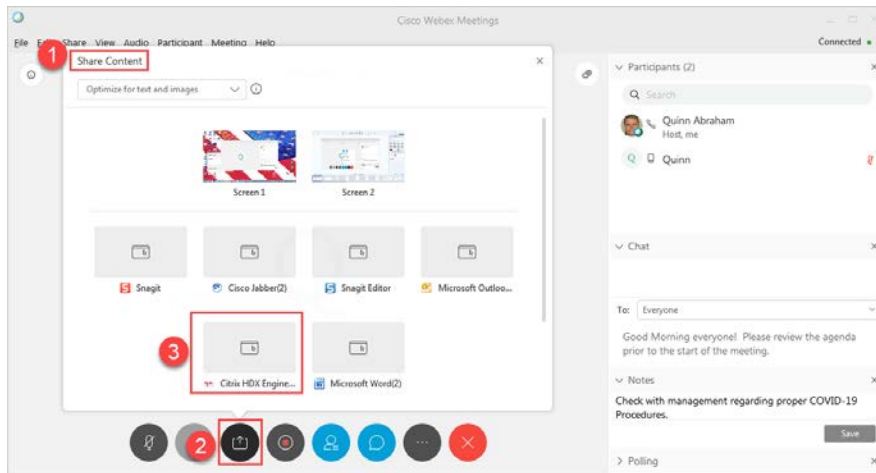 Cisco Webex Meetings
File Edit Share View Audio Participant Meeting Help
Connected
1
Share Content
Optimize for text and images
Screen 1
Screen 2
Snagit
Cisco Jabber(2)
Snagit Editor
Microsoft Outloo...
3
Citrix HDX Engine...
Microsoft Word(2)
2
Participants (2)
Search
Quinn Abraham
Host, me
Q
Quinn
Chat
To: Everyone
Good Morning everyone! Please review the agenda
prior to the start of the meeting.
Notes
Check with management regarding proper COVID-19
Procedures.
Save
Polling